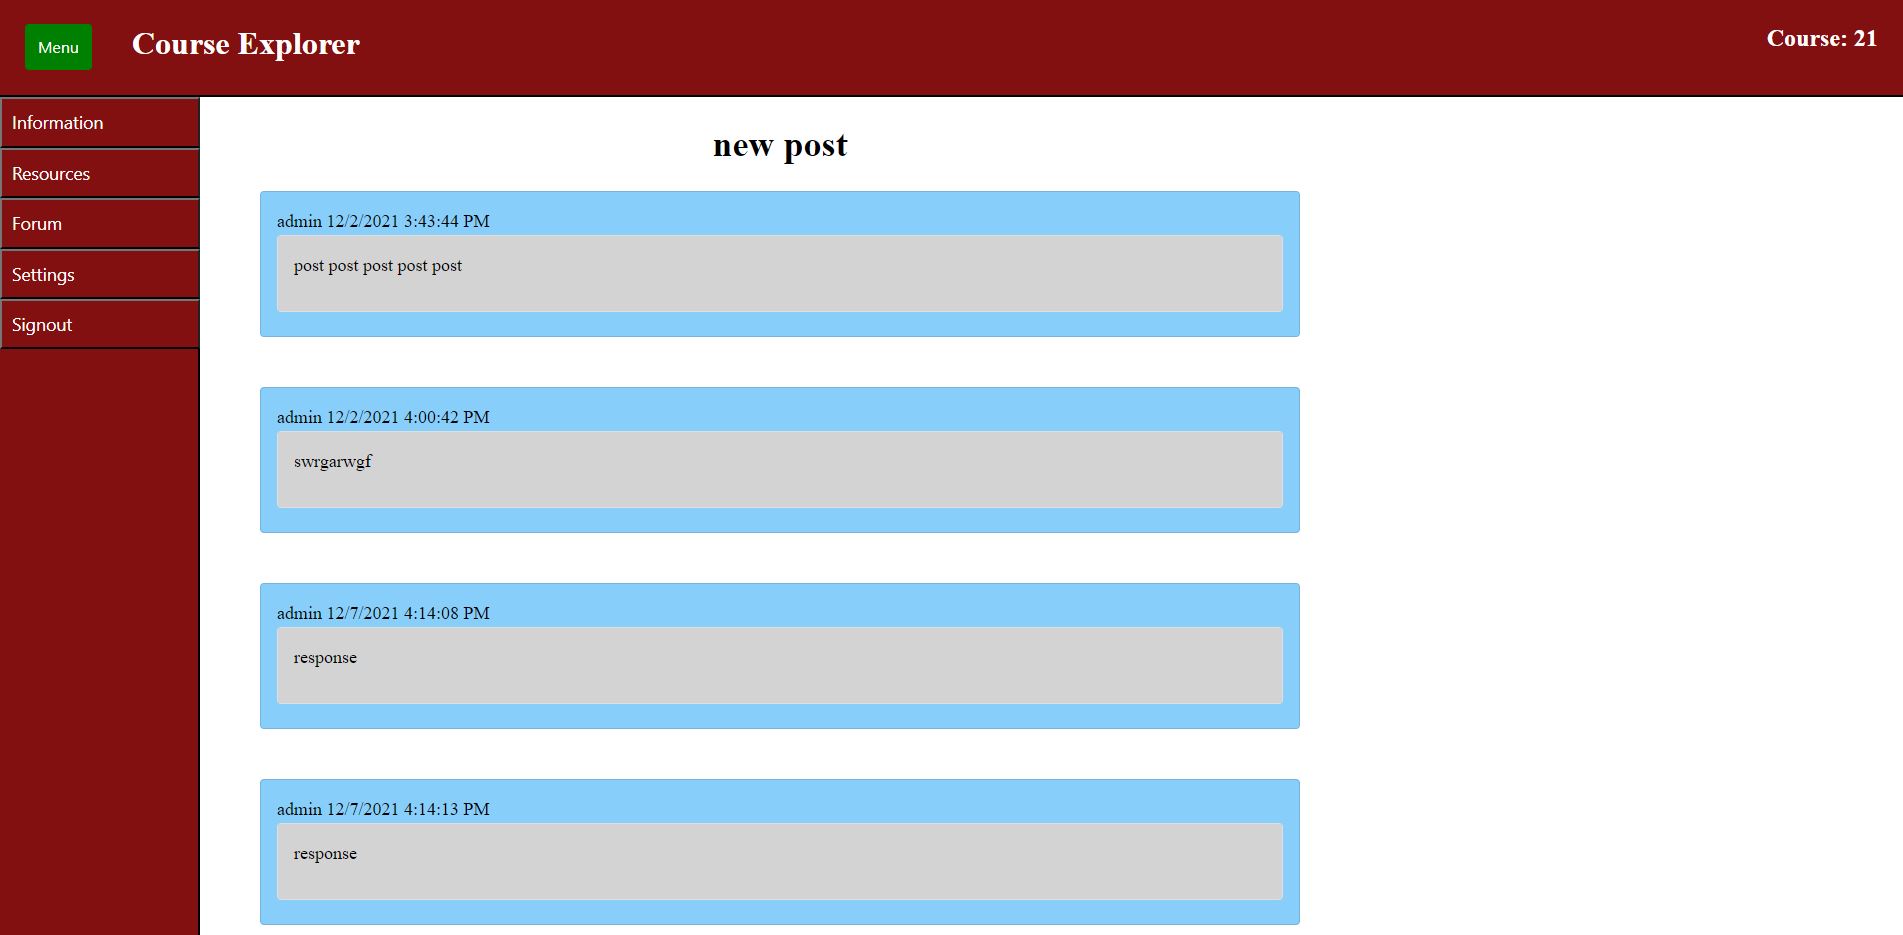 Menu
Course Explorer
Course: 21
Information
Resources
Forum
Settings
Signout
new post
admin 12/2/2021 3:43:44 PM
post post post post post
admin 12/2/2021 4:00:42 PM
swrgarwgf
admin 12/7/2021 4:14:08 PM
response
admin 12/7/2021 4:14:13 PM
response